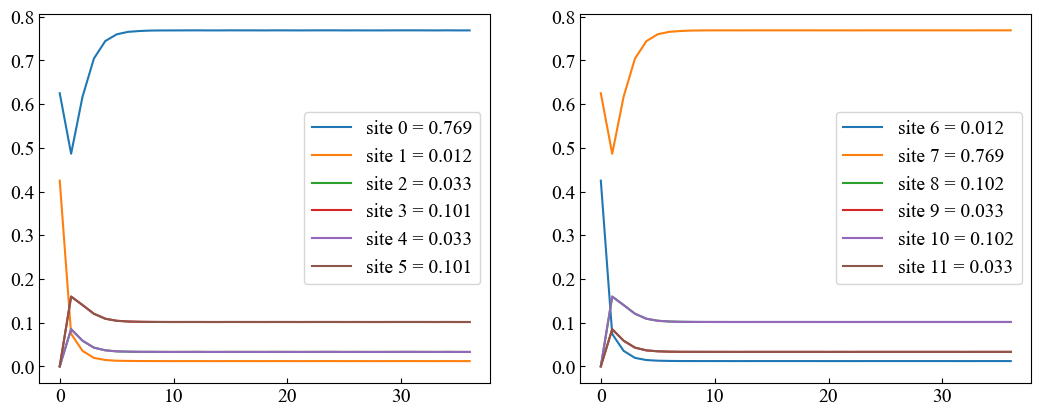 0.8
0.7
0.6
0.5
0.4
0.3
0.2
0.1
0.0
0 10 20 30
site 0 = 0.769
site 1 = 0.012
site 2 = 0.033
site 3 = 0.101
site 4 = 0.033
site 5 = 0.101
0.8
0.7
0.6
0.5
0.4
0.3
0.2
0.1
0.0
0 10 20 30
site 6 = 0.012
site 7 = 0.769
site 8 = 0.102
site 9 = 0.033
site 10 = 0.102
site 11 = 0.033